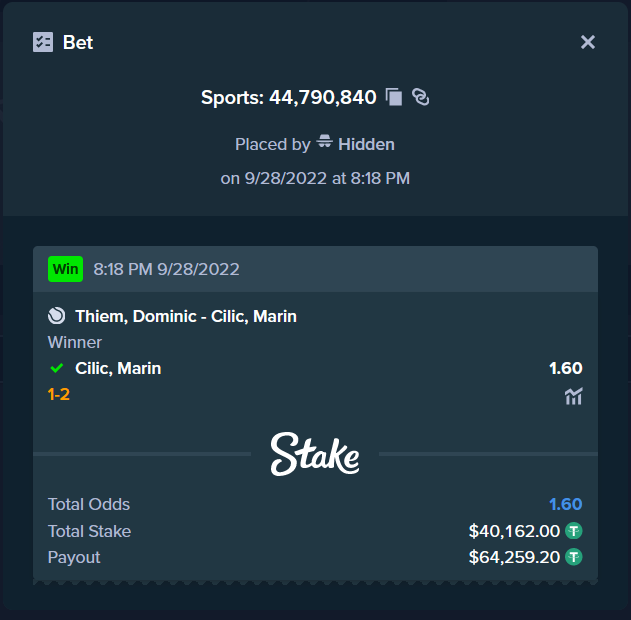 Bet
Sports: 44,790,840
Placed by Hidden
on 9/28/2022 at 8:18 PM
Win 8:18 PM 9/28/2022
Thiem, Dominic - Cilic, Marin
Winner
Cilic, Marin 1.60
1-2
Stake
Total Odds 1.60
Total Stake $40,162.00
Payout $64,259.20